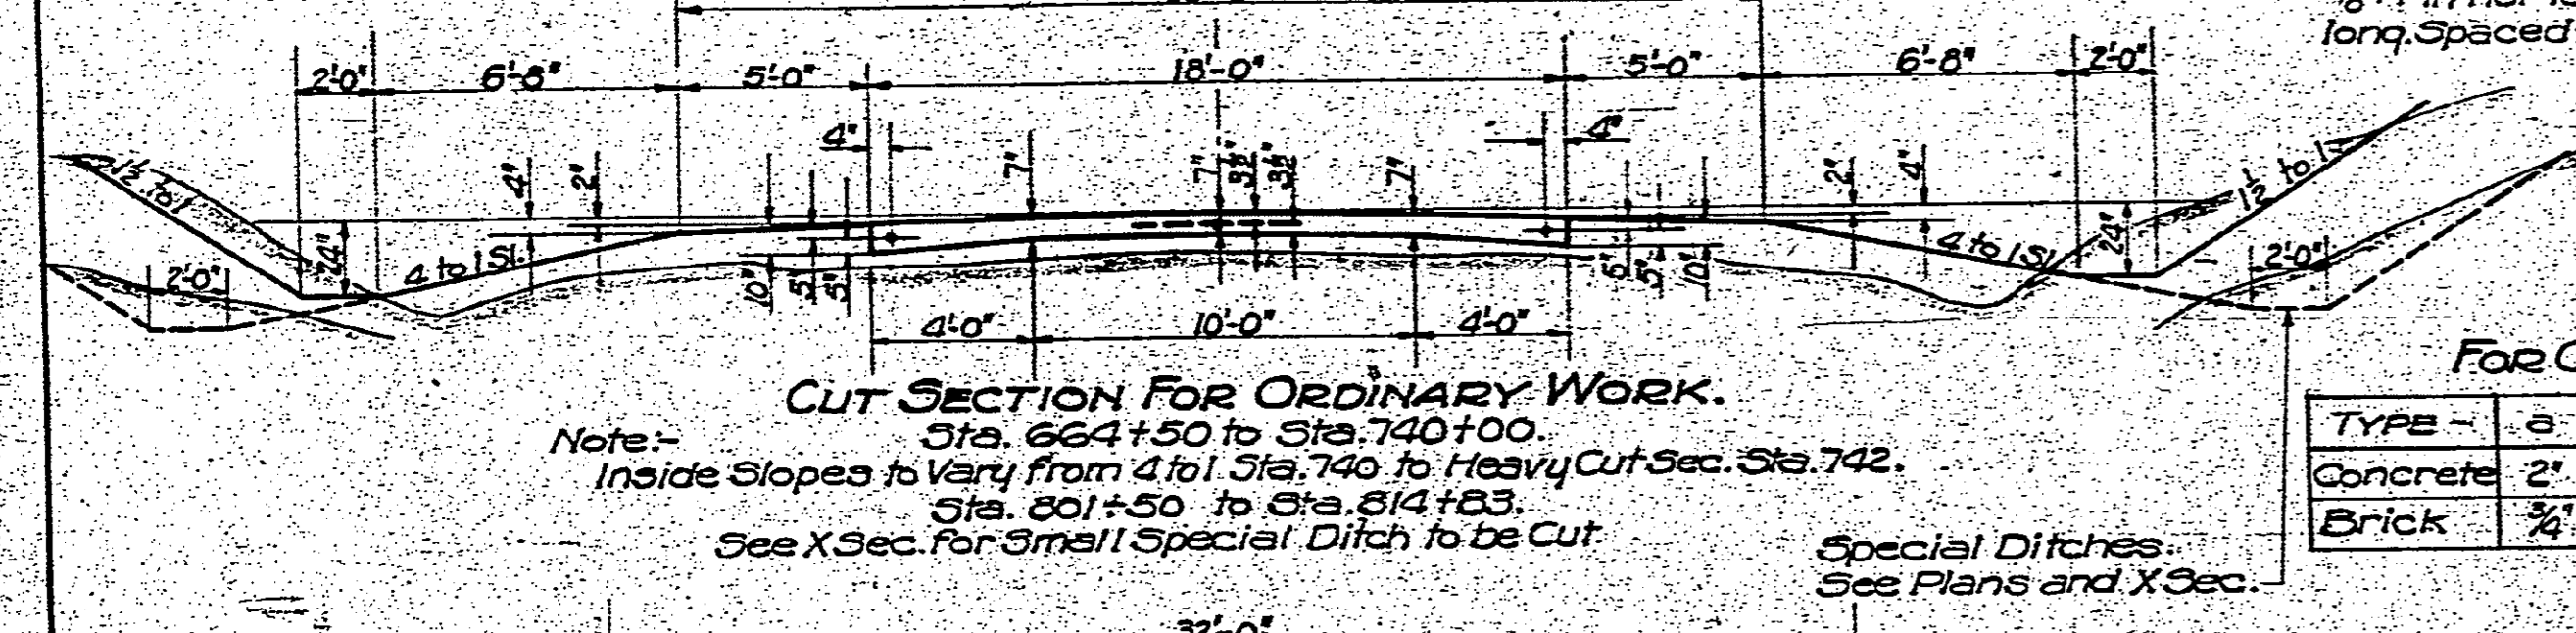 long. Spaced
2'-0" 6'-8" 5'-0" 18'-0" 5'-0" 6'-8" 2'-0"
4" 4"
4" 2" 7" 7" 3½" 3½" 7" 2" 4"
1½ to 1 1½ to 1
24" 4 to 1 Sl. 4 to 1 Sl 24"
2'-0" 10" 5" 5" 5" 5" 10" 2'-0"
4'-0" 10'-0" 4'-0"
CUT SECTION FOR ORDINARY WORK.
Sta. 664+50 to Sta. 740+00.
Note:-
Inside Slopes to Vary from 4 to 1 Sta. 740 to Heavy Cut Sec. Sta. 742.
Sta. 801+50 to Sta. 814+83.
See X Sec. for Small Special Ditch to be Cut
Special Ditches.
See Plans and X Sec.
FOR
TYPE - a
Concrete 2"
Brick ¾"
32'-0"